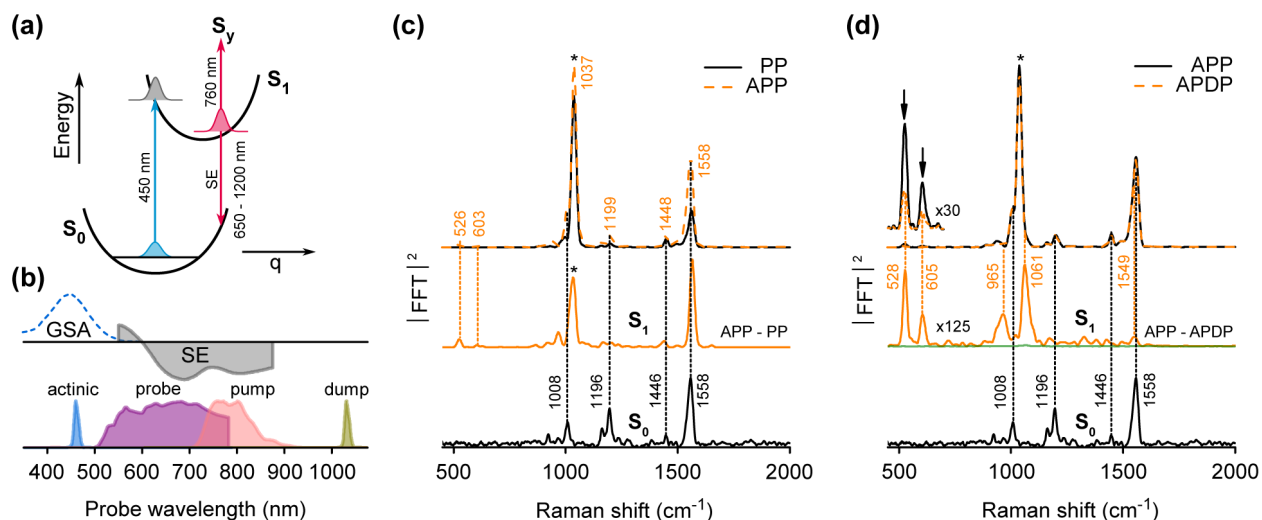 (a)
Energy
S0
S1
Sy
450 nm
760 nm
SE
650 - 1200 nm
q
(b)
GSA
SE
actinic
probe
pump
dump
400 500 600 700 800 900 1000
Probe wavelength (nm)
(c)
PP
APP
*
1037
1558
526
603
1199
1448
|FFT|²
*
S1
APP - PP
1008
1196
1446
1558
S0
500 1000 1500 2000
Raman shift (cm⁻¹)
(d)
APP
APDP
*
x30
|FFT|²
528
605
965
1061
1549
x125
S1
APP - APDP
1008
1196
1446
1558
S0
500 1000 1500 2000
Raman shift (cm⁻¹)